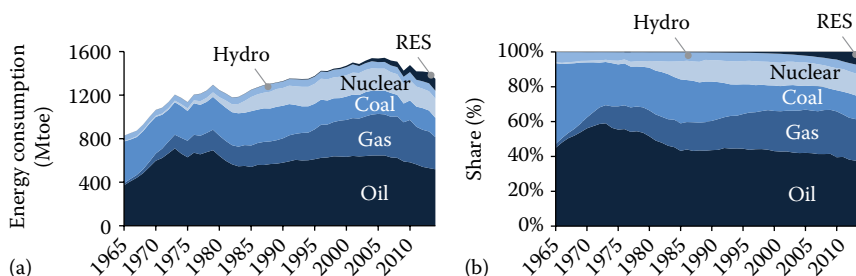 Energy consumption
(Mtoe)
1600
1200
800
400
0
Hydro
RES
Nuclear
Coal
Gas
Oil
1965
1970
1975
1980
1985
1990
1995
2000
2005
2010
(a)
Share (%)
100%
80%
60%
40%
20%
0%
Hydro
RES
Nuclear
Coal
Gas
Oil
1965
1970
1975
1980
1985
1990
1995
2000
2005
2010
(b)